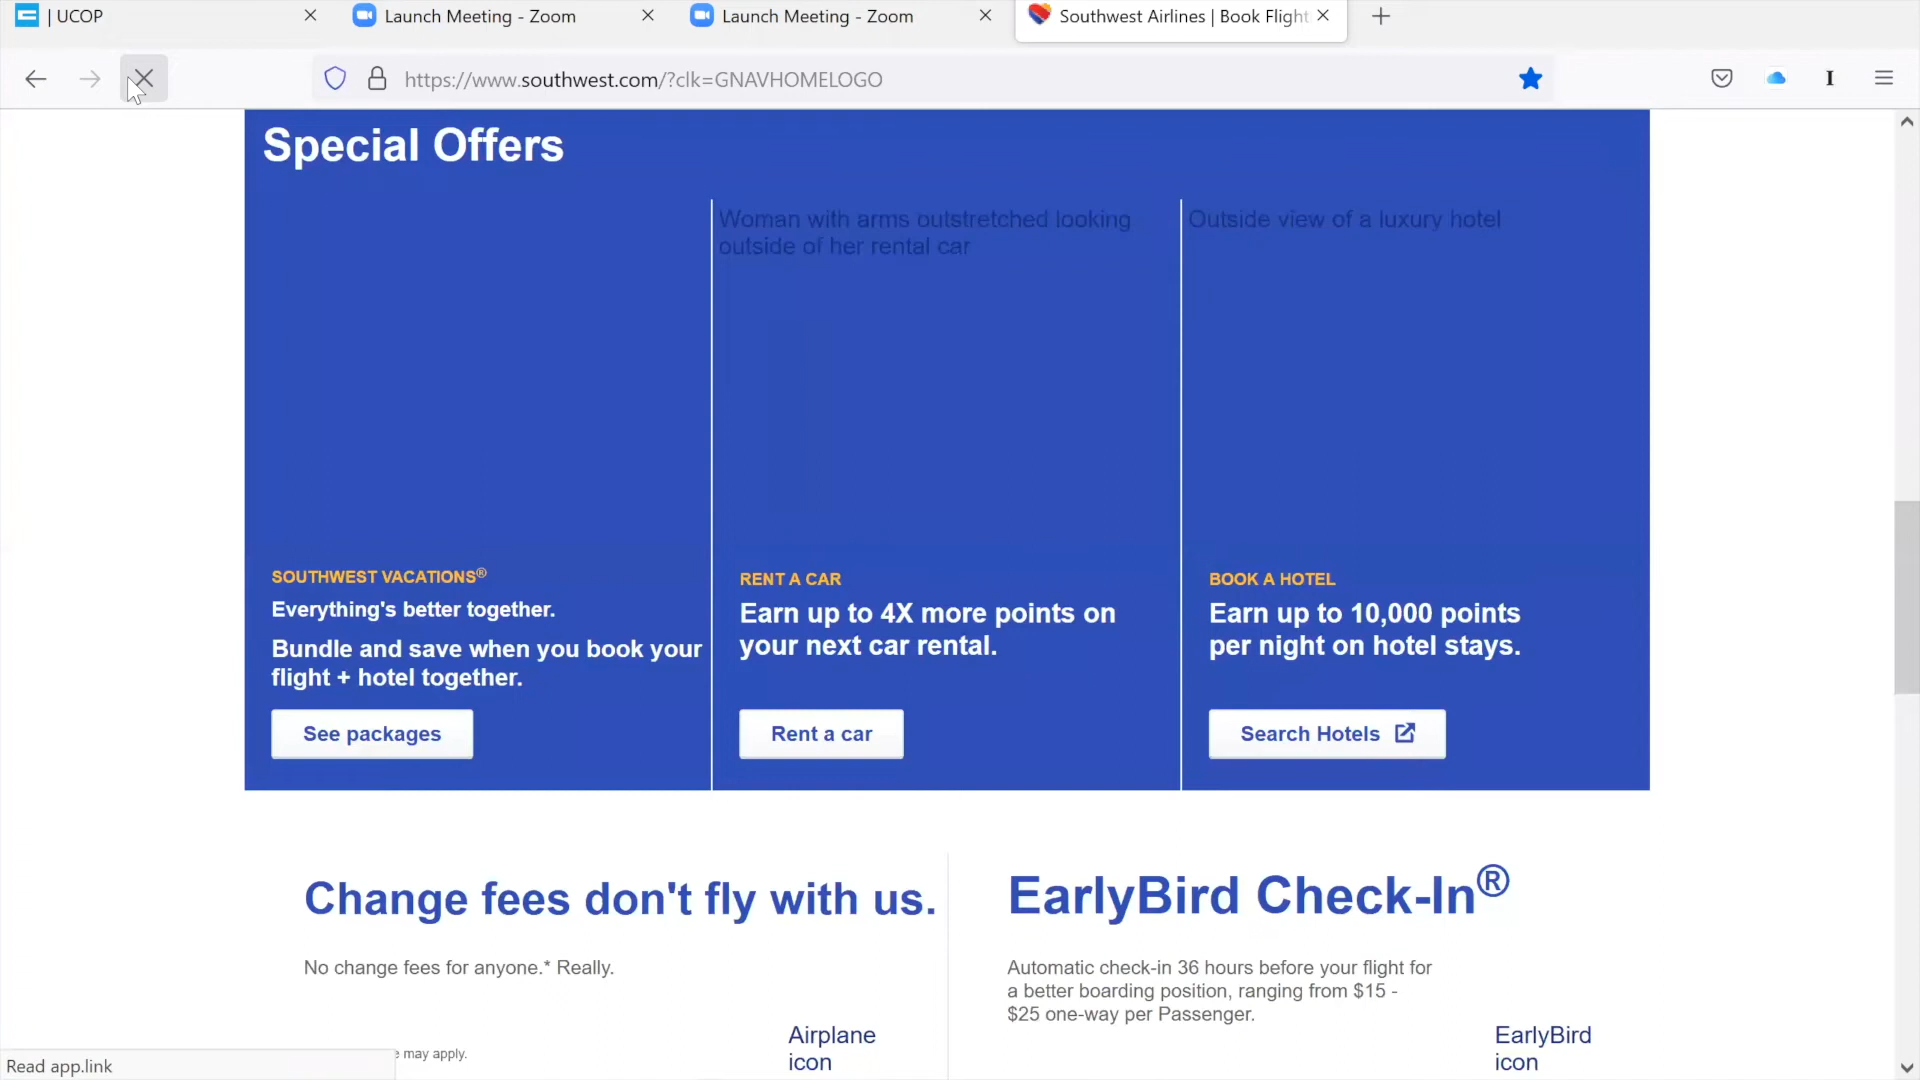 | UCOP
Launch Meeting - Zoom
Launch Meeting - Zoom
Southwest Airlines | Book Flight
https://www.southwest.com/?clk=GNAVHOMELOGO
Special Offers
Woman with arms outstretched looking
outside of her rental car
Outside view of a luxury hotel
SOUTHWEST VACATIONS®
Everything's better together.
Bundle and save when you book your
flight + hotel together.
See packages
RENT A CAR
Earn up to 4X more points on
your next car rental.
Rent a car
BOOK A HOTEL
Earn up to 10,000 points
per night on hotel stays.
Search Hotels
Change fees don't fly with us.
No change fees for anyone.* Really.
Airplane
icon
e may apply.
EarlyBird Check-In®
Automatic check-in 36 hours before your flight for
a better boarding position, ranging from $15 -
$25 one-way per Passenger.
EarlyBird
icon
Read app.link